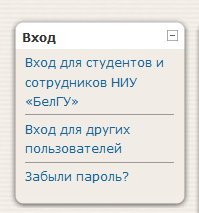 Вход
Вход для студентов и
сотрудников НИУ
«БелГУ»
Вход для других
пользователей
Забыли пароль?